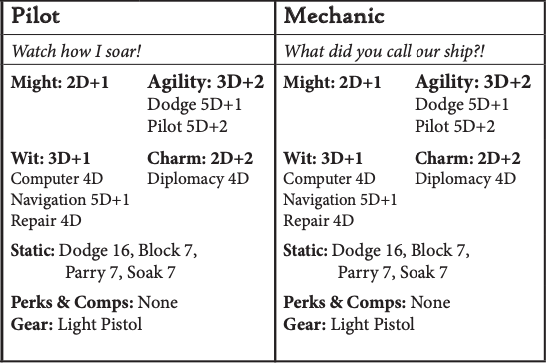 Pilot
Watch how I soar!
Might: 2D+1 Agility: 3D+2
Dodge 5D+1
Pilot 5D+2
Wit: 3D+1 Charm: 2D+2
Computer 4D Diplomacy 4D
Navigation 5D+1
Repair 4D
Static: Dodge 16, Block 7,
Parry 7, Soak 7
Perks & Comps: None
Gear: Light Pistol
Mechanic
What did you call our ship?!
Might: 2D+1 Agility: 3D+2
Dodge 5D+1
Pilot 5D+2
Wit: 3D+1 Charm: 2D+2
Computer 4D Diplomacy 4D
Navigation 5D+1
Repair 4D
Static: Dodge 16, Block 7,
Parry 7, Soak 7
Perks & Comps: None
Gear: Light Pistol